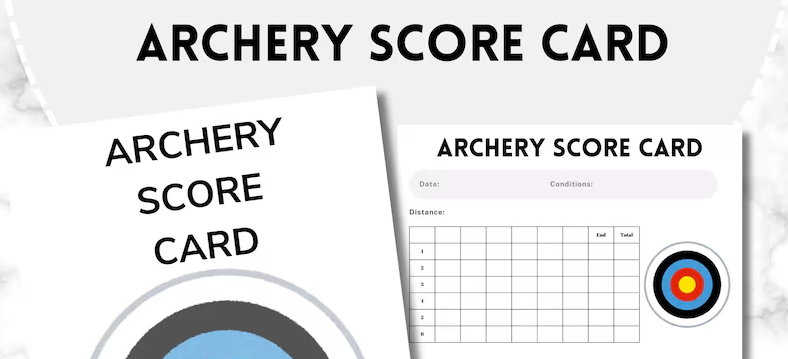 ARCHERY SCORE CARD
ARCHERY
SCORE
CARD
ARCHERY SCORE CARD
Date: Conditions:
Distance:
End Total
1
2
3
4
5
6